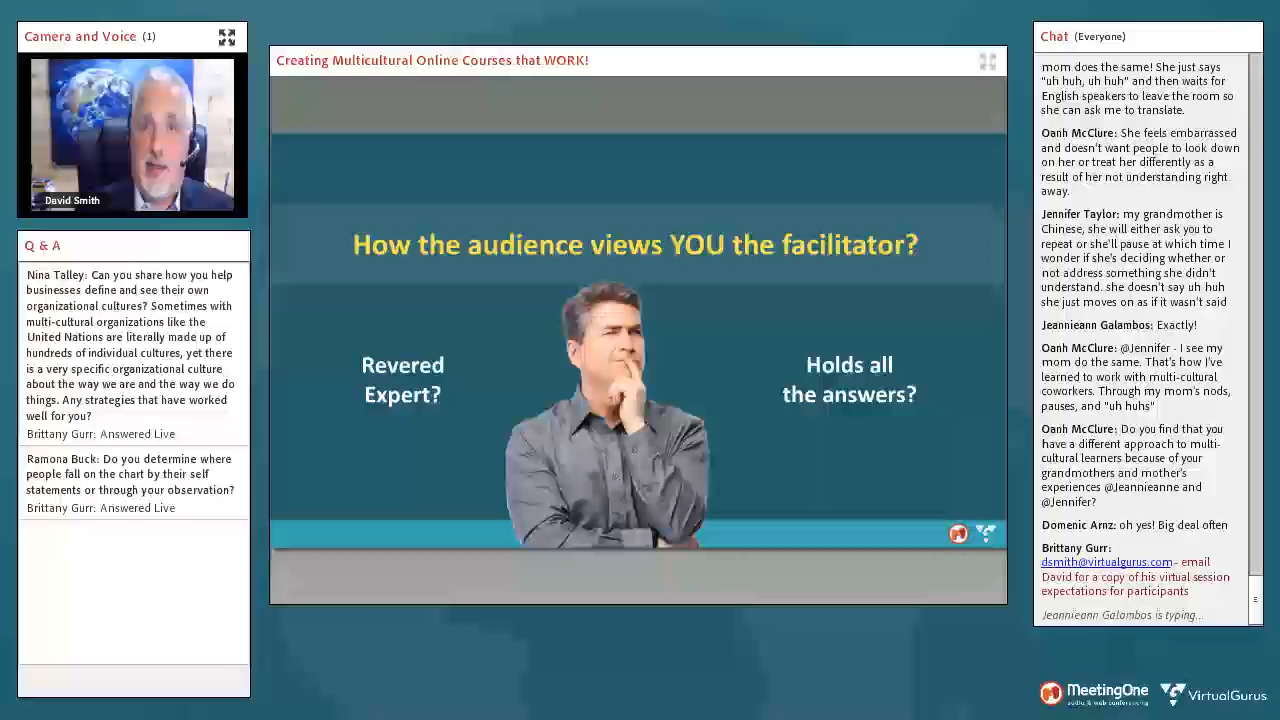 Camera and Voice (1)
David Smith
Q & A
Nina Talley: Can you share how you help
businesses define and see their own
organizational cultures? Sometimes with
multi-cultural organizations like the
United Nations are literally made up of
hundreds of individual cultures, yet there
is a very specific organizational culture
about the way we are and the way we do
things. Any strategies that have worked
well for you?
Brittany Gurr: Answered Live
Ramona Buck: Do you determine where
people fall on the chart by their self
statements or through your observation?
Brittany Gurr: Answered Live
Creating Multicultural Online Courses that WORK!
How the audience views YOU the facilitator?
Revered
Expert?
Holds all
the answers?
Chat (Everyone)
mom does the same! She just says
"uh huh, uh huh" and then waits for
English speakers to leave the room so
she can ask me to translate.
Oanh McClure: She feels embarrassed
and doesn't want people to look down
on her or treat her differently as a
result of her not understanding right
away.
Jennifer Taylor: my grandmother is
Chinese, she will either ask you to
repeat or she'll pause at which time I
wonder if she's deciding whether or
not address something she didn't
understand. she doesn't say uh huh
she just moves on as if it wasn't said
Jeannieann Galambos: Exactly!
Oanh McClure: @Jennifer - I see my
mom do the same. That's how I've
learned to work with multi-cultural
coworkers. Through my mom's nods,
pauses, and "uh huhs"
Oanh McClure: Do you find that you
have a different approach to multi-
cultural learners because of your
grandmothers and mother's
experiences @Jeannieanne and
@Jennifer?
Domenic Arnz: oh yes! Big deal often
Brittany Gurr:
dsmith@virtualgurus.com - email
David for a copy of his virtual session
expectations for participants
Jeannieann Galambos is typing...
MeetingOne
audio & web conferencing
VirtualGurus